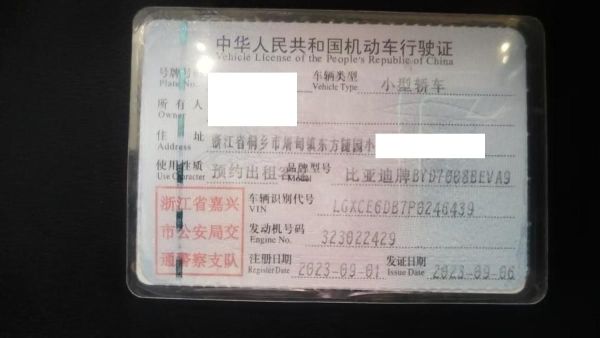 中华人民共和国机动车行驶证
Vehicle License of the People's Republic of China
号牌号
Plate No.
车辆类型 小型轿车
Vehicle Type
所有人
Owner
住址 浙江省桐乡市 镇东方 园小
Address
使用性质 预约出租 品牌型号 比亚迪牌BYD7008BEVA9
Use Character Model
浙江省嘉兴
市公安局交
通警察支队
车辆识别代号 LGXCE6DB7P0246439
VIN
发动机号码 323022429
Engine No.
注册日期 2023-09-01 发证日期 2023-09-06
Register Date Issue Date